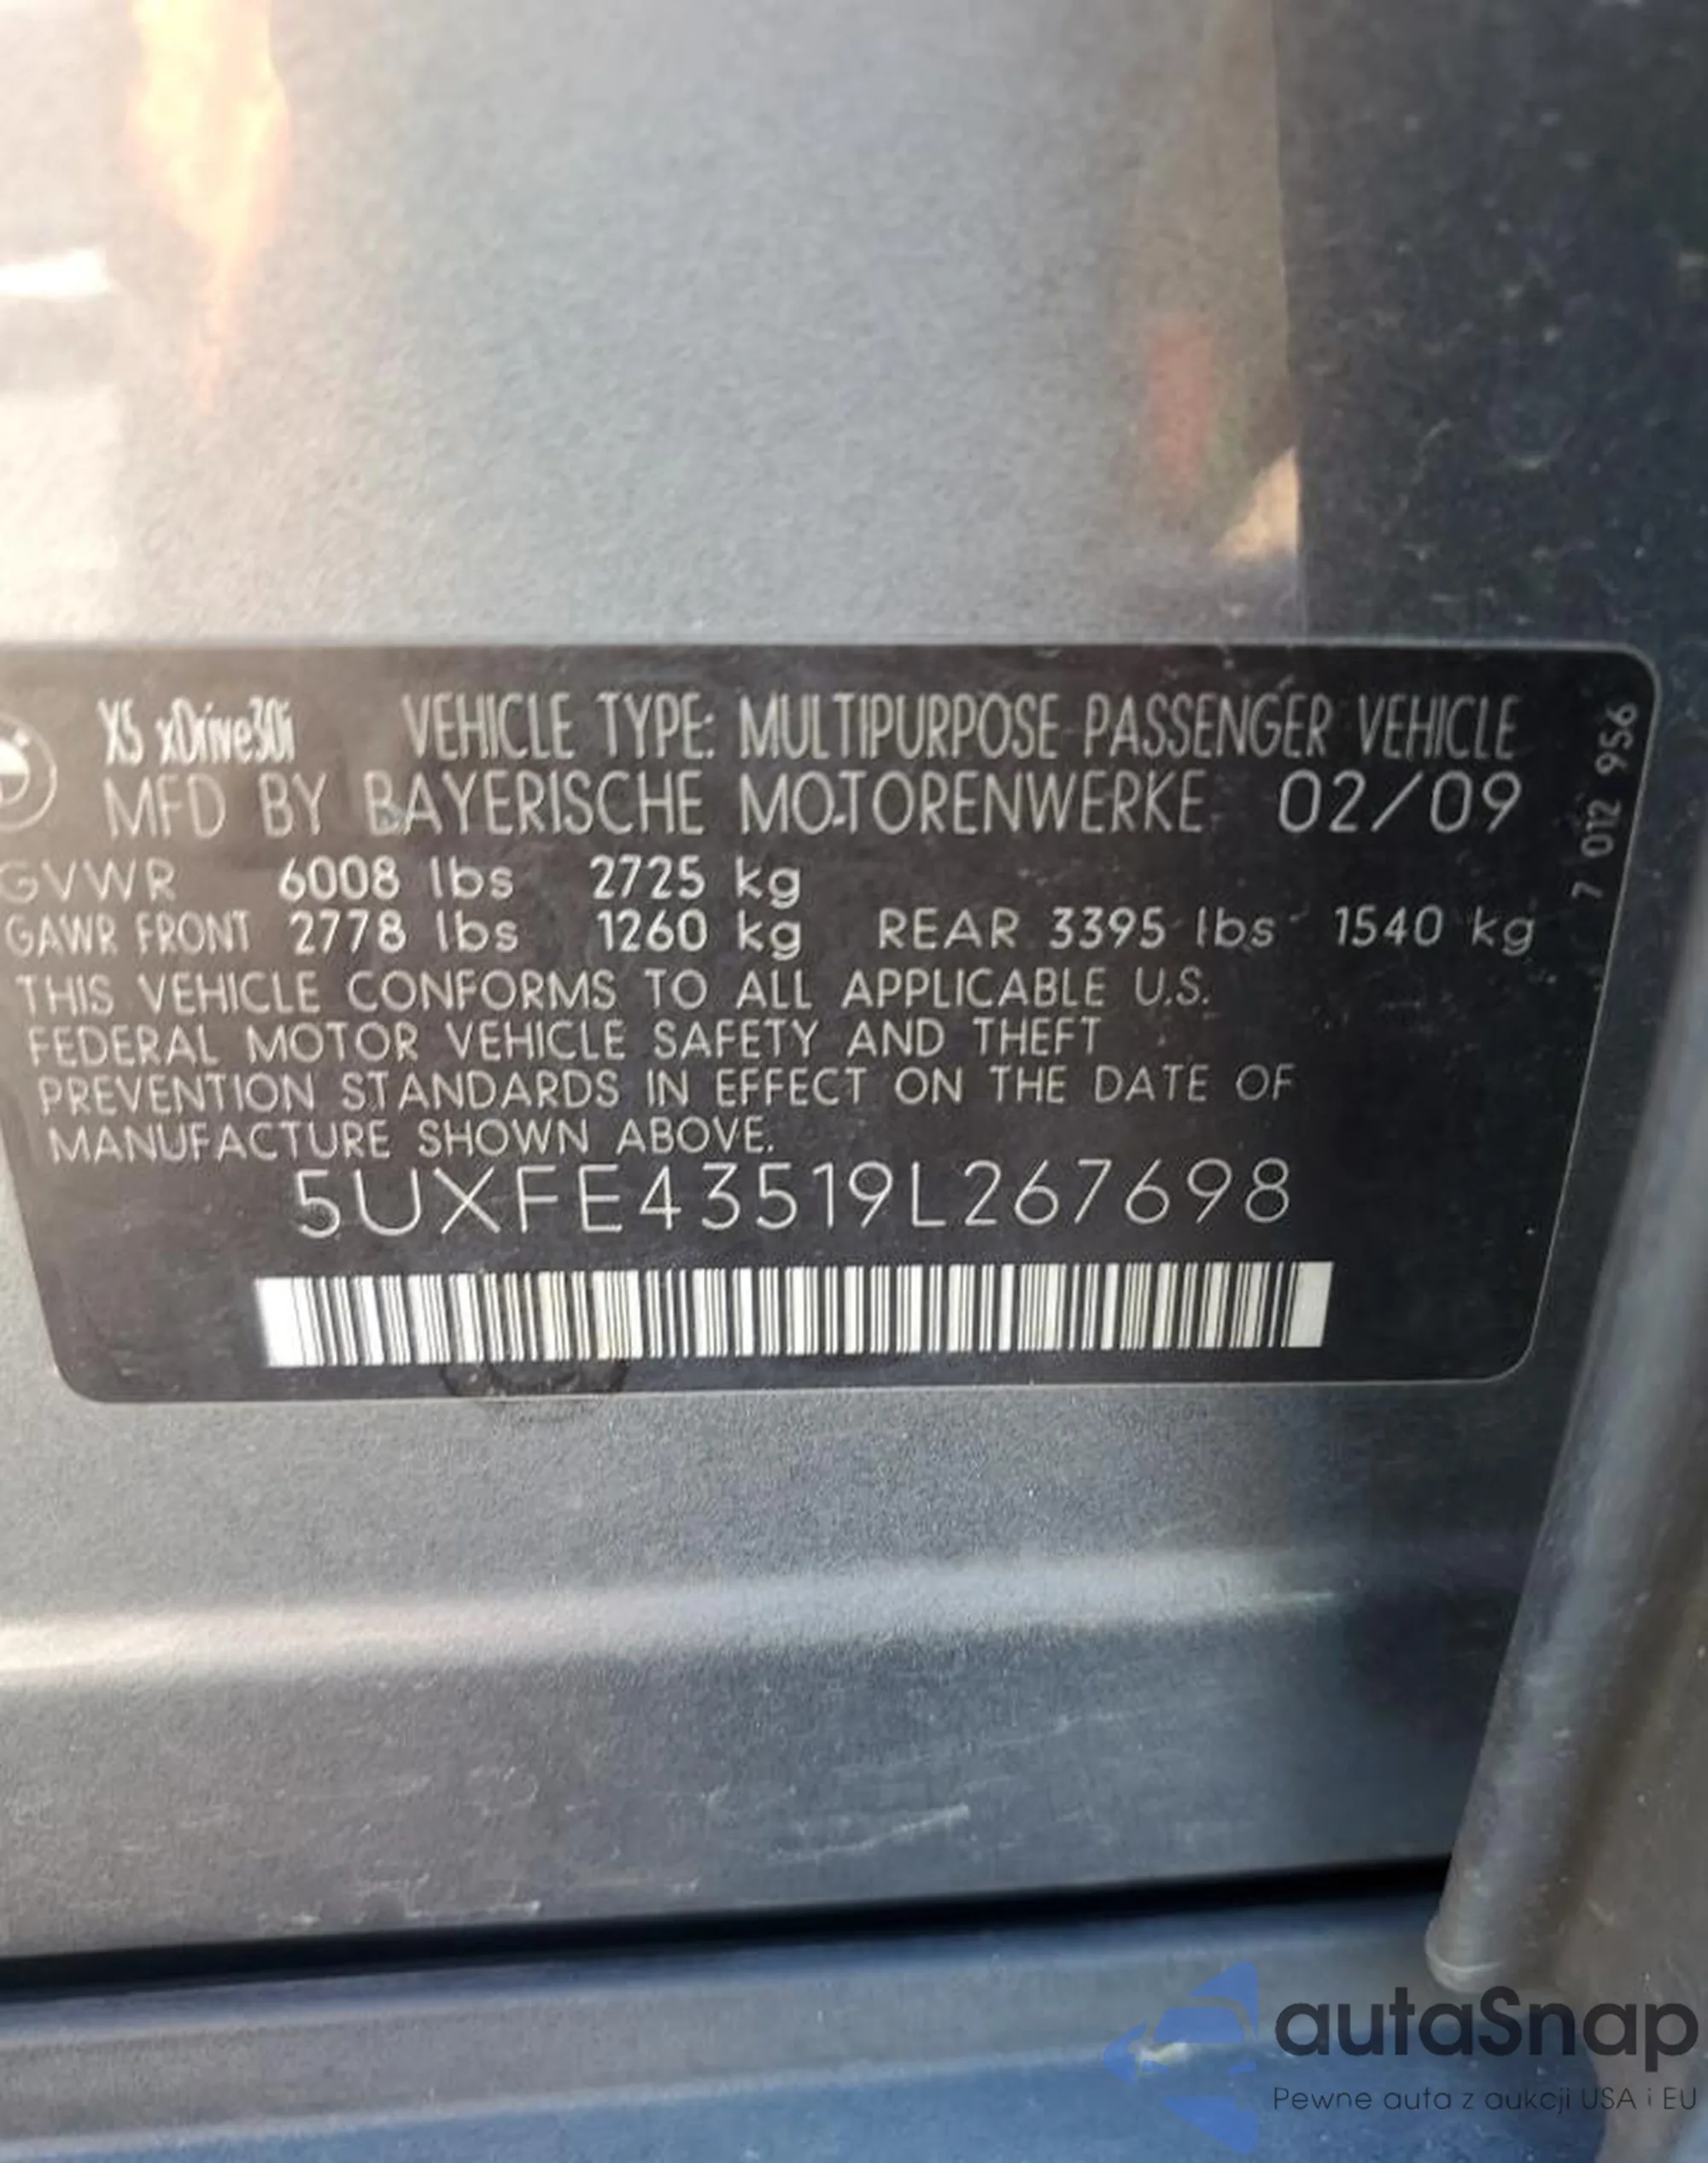 X5 xDrive30i VEHICLE TYPE: MULTIPURPOSE PASSENGER VEHICLE
MFD BY BAYERISCHE MOTORENWERKE 02/09
GVWR 6008 lbs 2725 kg
GAWR FRONT 2778 lbs 1260 kg REAR 3395 lbs 1540 kg
THIS VEHICLE CONFORMS TO ALL APPLICABLE U.S.
FEDERAL MOTOR VEHICLE SAFETY AND THEFT
PREVENTION STANDARDS IN EFFECT ON THE DATE OF
MANUFACTURE SHOWN ABOVE.
5UXFE43519L267698
7 012 956
autaSnap
Pewne auta z aukcji USA i EU